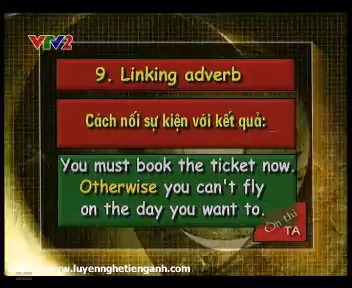 VTV2
9. Linking adverb
Cách nối sự kiện với kết quả:
You must book the ticket now.
Otherwise you can't fly
on the day you want to.
Ôn thi
TA
www.luyennghetienganh.com